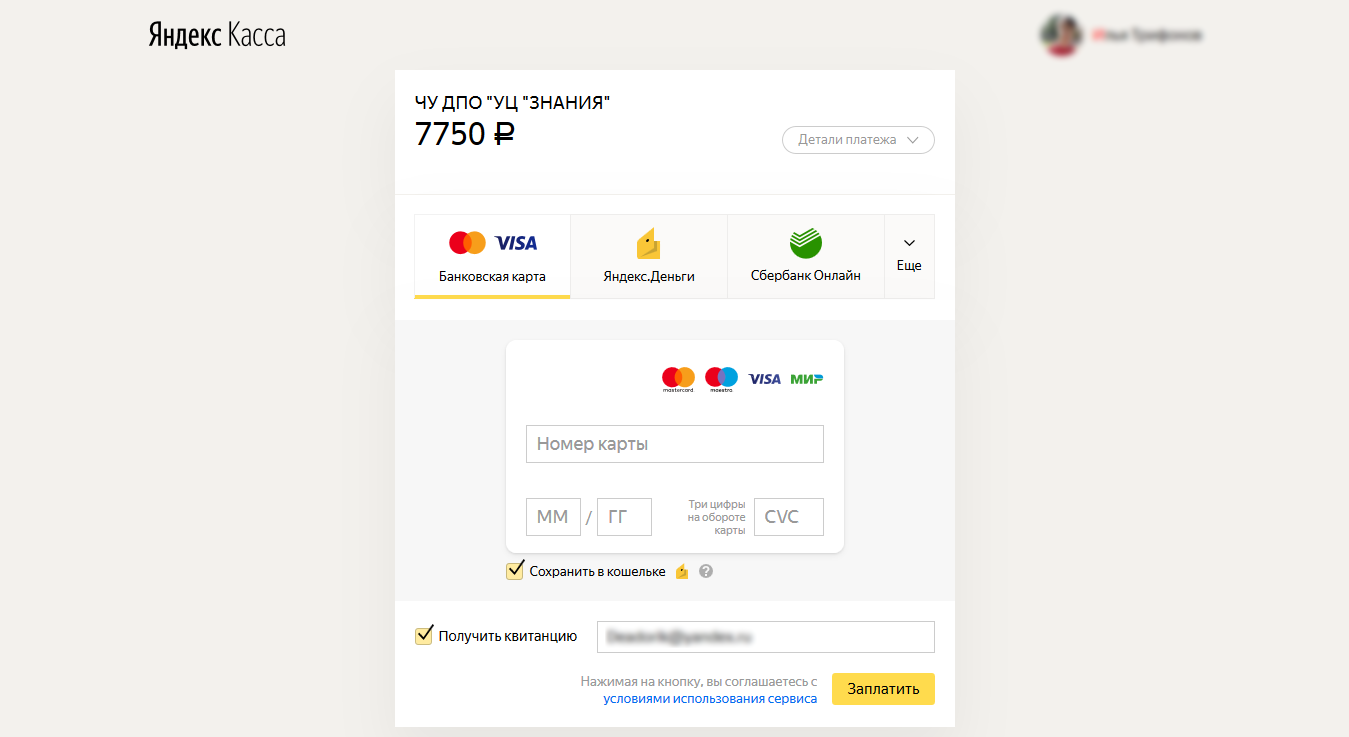 Яндекс Касса
ЧУ ДПО "УЦ "ЗНАНИЯ"
7750 ₽
Детали платежа
VISA
Банковская карта
Яндекс.Деньги
Сбербанк Онлайн
Еще
mastercard.
maestro.
VISA
МИР
Номер карты
ММ / ГГ
Три цифры
на обороте
карты
CVC
Сохранить в кошельке
?
Получить квитанцию
Нажимая на кнопку, вы соглашаетесь с
условиями использования сервиса
Заплатить